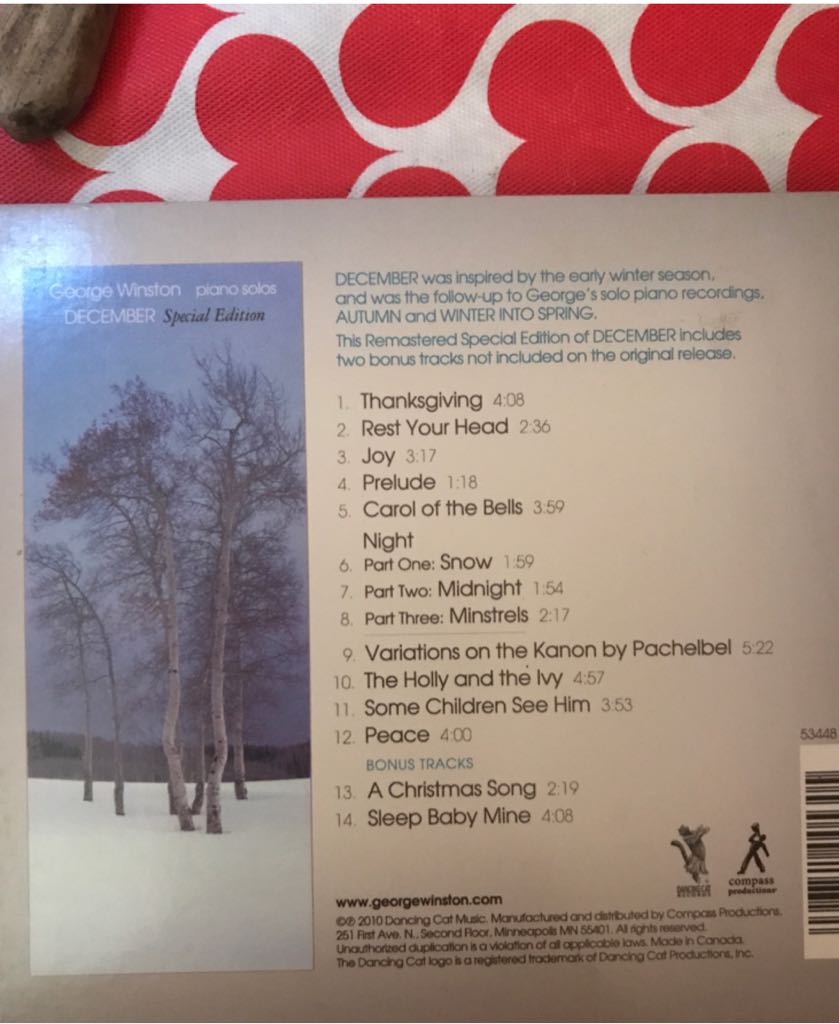 George Winston piano solos
DECEMBER Special Edition
DECEMBER was inspired by the early winter season,
and was the follow-up to George's solo piano recordings,
AUTUMN and WINTER INTO SPRING.
This Remastered Special Edition of DECEMBER includes
two bonus tracks not included on the original release.
1. Thanksgiving 4:08
2. Rest Your Head 2:36
3. Joy 3:17
4. Prelude 1:18
5. Carol of the Bells 3:59
Night
6. Part One: Snow 1:59
7. Part Two: Midnight 1:54
8. Part Three: Minstrels 2:17
9. Variations on the Kanon by Pachelbel 5:22
10. The Holly and the Ivy 4:57
11. Some Children See Him 3:53
12. Peace 4:00
BONUS TRACKS
13. A Christmas Song 2:19
14. Sleep Baby Mine 4:08
53448
DANCING CAT
RECORDS
compass
productions
www.georgewinston.com
©℗ 2010 Dancing Cat Music. Manufactured and distributed by Compass Productions,
251 First Ave. N., Second Floor, Minneapolis MN 55401. All rights reserved.
Unauthorized duplication is a violation of all applicable laws. Made in Canada.
The Dancing Cat logo is a registered trademark of Dancing Cat Productions, Inc.